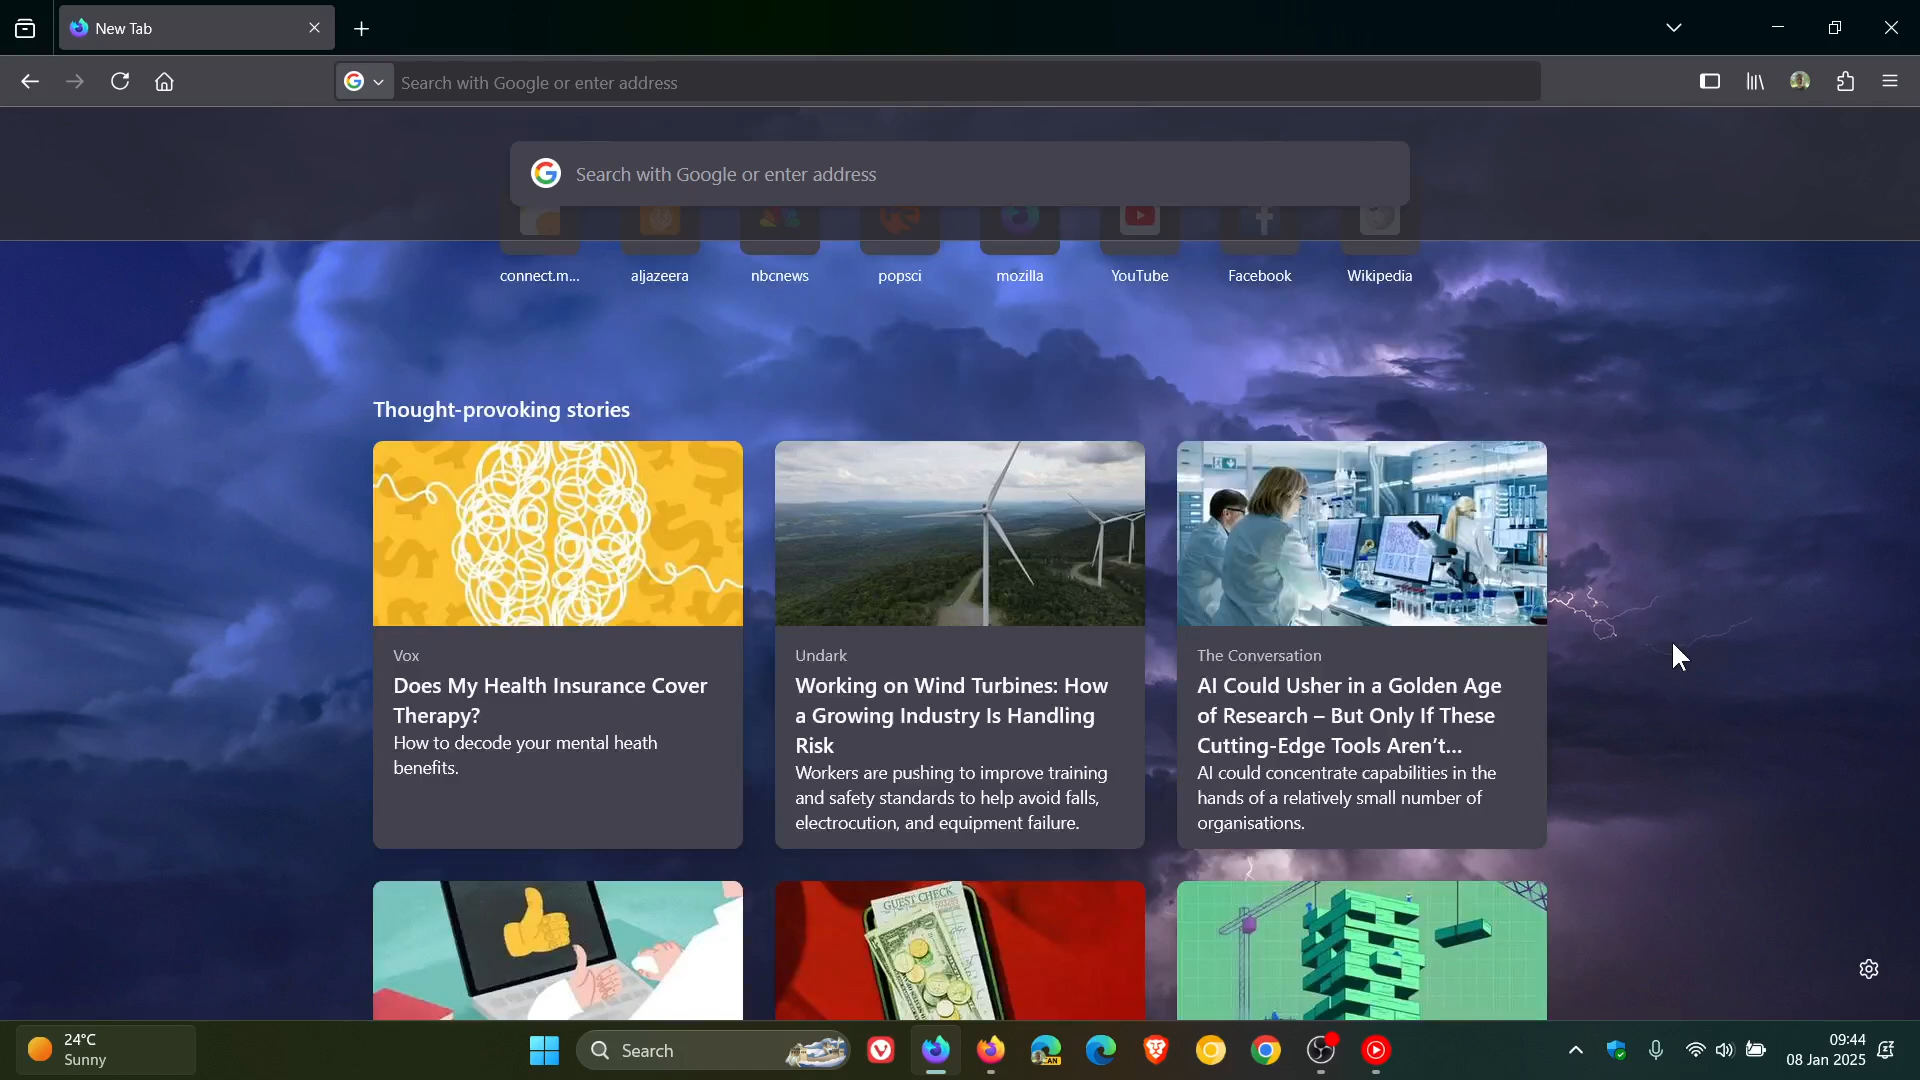 New Tab
Search with Google or enter address
Search with Google or enter address
connect.m...
aljazeera
nbcnews
popsci
mozilla
YouTube
Facebook
Wikipedia
Thought-provoking stories
Vox
Does My Health Insurance Cover
Therapy?
How to decode your mental heath
benefits.
Undark
Working on Wind Turbines: How
a Growing Industry Is Handling
Risk
Workers are pushing to improve training
and safety standards to help avoid falls,
electrocution, and equipment failure.
The Conversation
AI Could Usher in a Golden Age
of Research – But Only If These
Cutting-Edge Tools Aren’t...
AI could concentrate capabilities in the
hands of a relatively small number of
organisations.
GUEST CHECK
24°C
Sunny
Search
CAN
09:44
08 Jan 2025